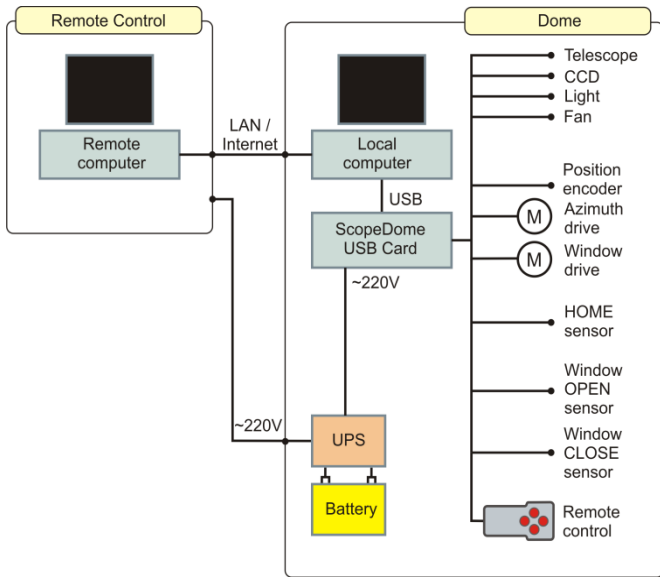 Remote Control
Dome
Remote
computer
LAN /
Internet
Local
computer
USB
ScopeDome
USB Card
~220V
~220V
UPS
Battery
Telescope
CCD
Light
Fan
Position
encoder
M
Azimuth
drive
M
Window
drive
HOME
sensor
Window
OPEN
sensor
Window
CLOSE
sensor
Remote
control